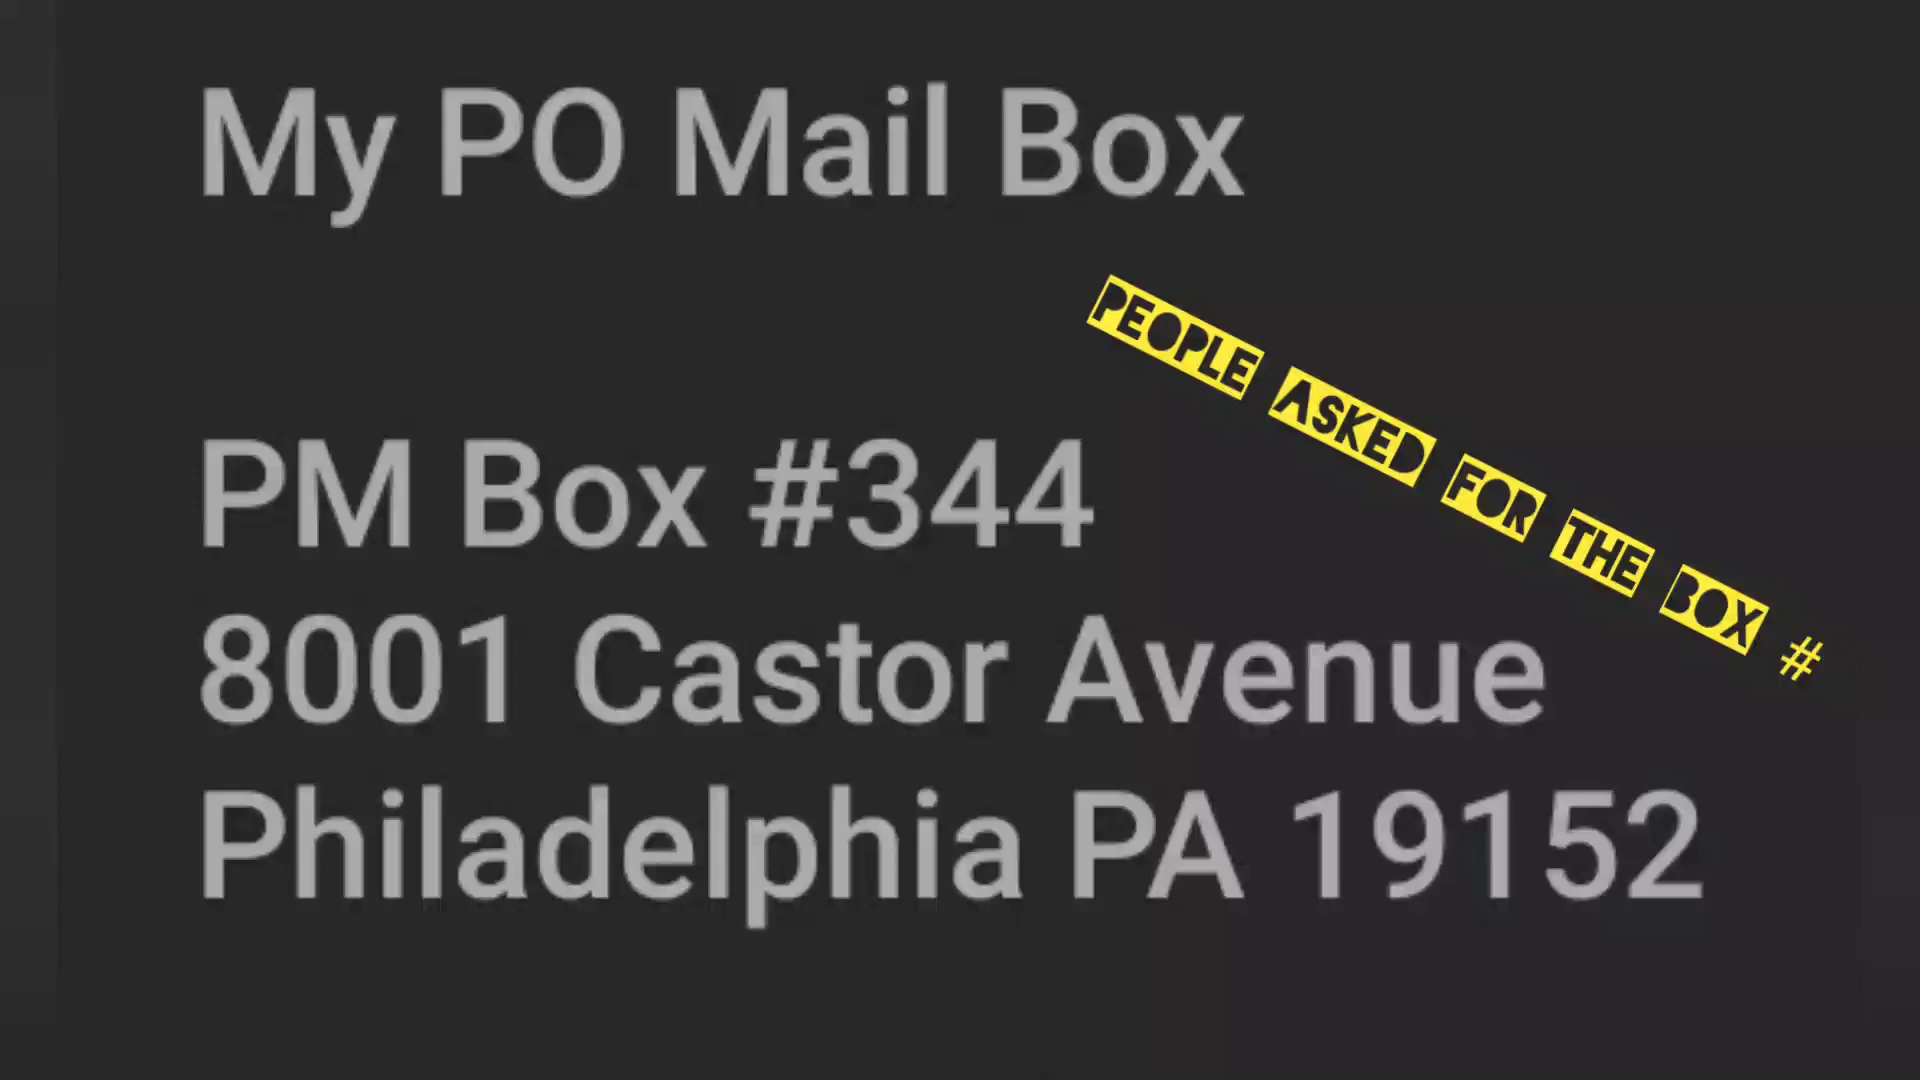 My PO Mail Box
PEOPLE ASKED FOR THE BOX #
PM Box #344
8001 Castor Avenue
Philadelphia PA 19152